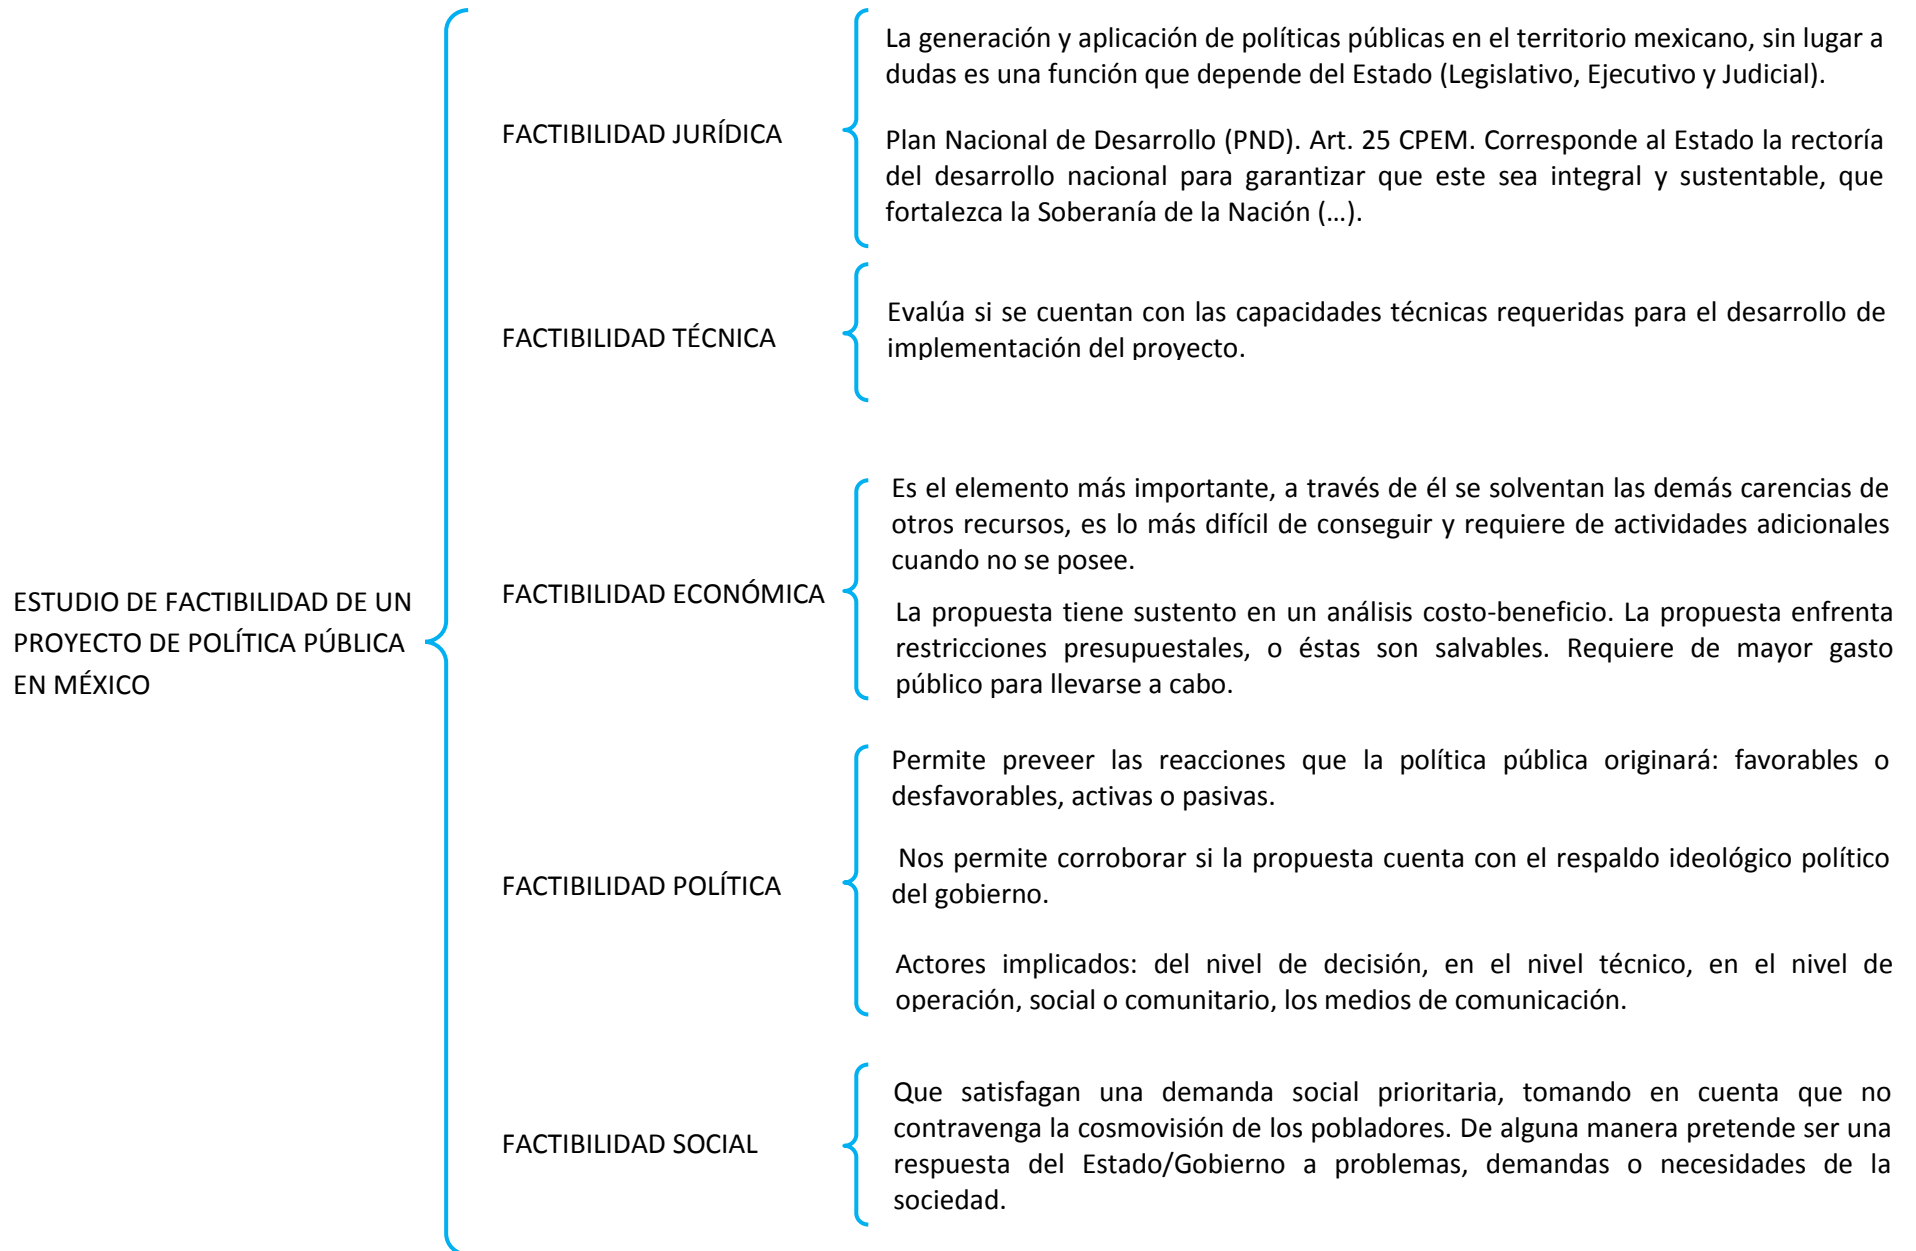 ESTUDIO DE FACTIBILIDAD DE UN
PROYECTO DE POLÍTICA PÚBLICA
EN MÉXICO
FACTIBILIDAD JURÍDICA
La generación y aplicación de políticas públicas en el territorio mexicano, sin lugar a
dudas es una función que depende del Estado (Legislativo, Ejecutivo y Judicial).
Plan Nacional de Desarrollo (PND). Art. 25 CPEM. Corresponde al Estado la rectoría
del desarrollo nacional para garantizar que este sea integral y sustentable, que
fortalezca la Soberanía de la Nación (…).
FACTIBILIDAD TÉCNICA
Evalúa si se cuentan con las capacidades técnicas requeridas para el desarrollo de
implementación del proyecto.
FACTIBILIDAD ECONÓMICA
Es el elemento más importante, a través de él se solventan las demás carencias de
otros recursos, es lo más difícil de conseguir y requiere de actividades adicionales
cuando no se posee.
La propuesta tiene sustento en un análisis costo-beneficio. La propuesta enfrenta
restricciones presupuestales, o éstas son salvables. Requiere de mayor gasto
público para llevarse a cabo.
FACTIBILIDAD POLÍTICA
Permite preveer las reacciones que la política pública originará: favorables o
desfavorables, activas o pasivas.
Nos permite corroborar si la propuesta cuenta con el respaldo ideológico político
del gobierno.
Actores implicados: del nivel de decisión, en el nivel técnico, en el nivel de
operación, social o comunitario, los medios de comunicación.
FACTIBILIDAD SOCIAL
Que satisfagan una demanda social prioritaria, tomando en cuenta que no
contravenga la cosmovisión de los pobladores. De alguna manera pretende ser una
respuesta del Estado/Gobierno a problemas, demandas o necesidades de la
sociedad.